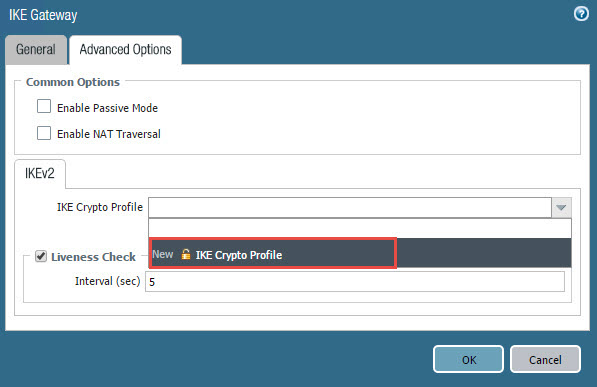 IKE Gateway
?
General
Advanced Options
Common Options
Enable Passive Mode
Enable NAT Traversal
IKEv2
IKE Crypto Profile
New IKE Crypto Profile
Liveness Check
Interval (sec) 5
OK
Cancel